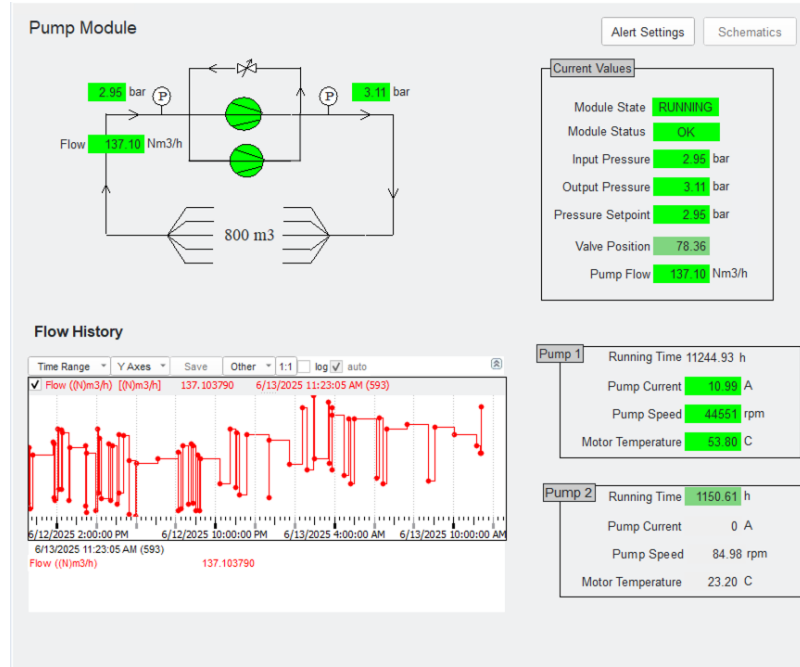 Pump Module
Alert Settings
Schematics
2.95 bar
P
P
3.11 bar
Flow 137.10 Nm3/h
800 m3
Current Values
Module State RUNNING
Module Status OK
Input Pressure 2.95 bar
Output Pressure 3.11 bar
Pressure Setpoint 2.95 bar
Valve Position 78.36
Pump Flow 137.10 Nm3/h
Flow History
Time Range Y Axes Save Other 1:1 log auto
Flow ((N)m3/h) [(N)m3/h] 137.103790 6/13/2025 11:23:05 AM (593)
6/12/2025 2:00:00 PM 6/12/2025 10:00:00 PM 6/13/2025 4:00:00 AM 6/13/2025 10:00:00 AM
6/13/2025 11:23:05 AM (593)
Flow ((N)m3/h) 137.103790
Pump 1
Running Time 11244.93 h
Pump Current 10.99 A
Pump Speed 44551 rpm
Motor Temperature 53.80 C
Pump 2
Running Time 1150.61 h
Pump Current 0 A
Pump Speed 84.98 rpm
Motor Temperature 23.20 C